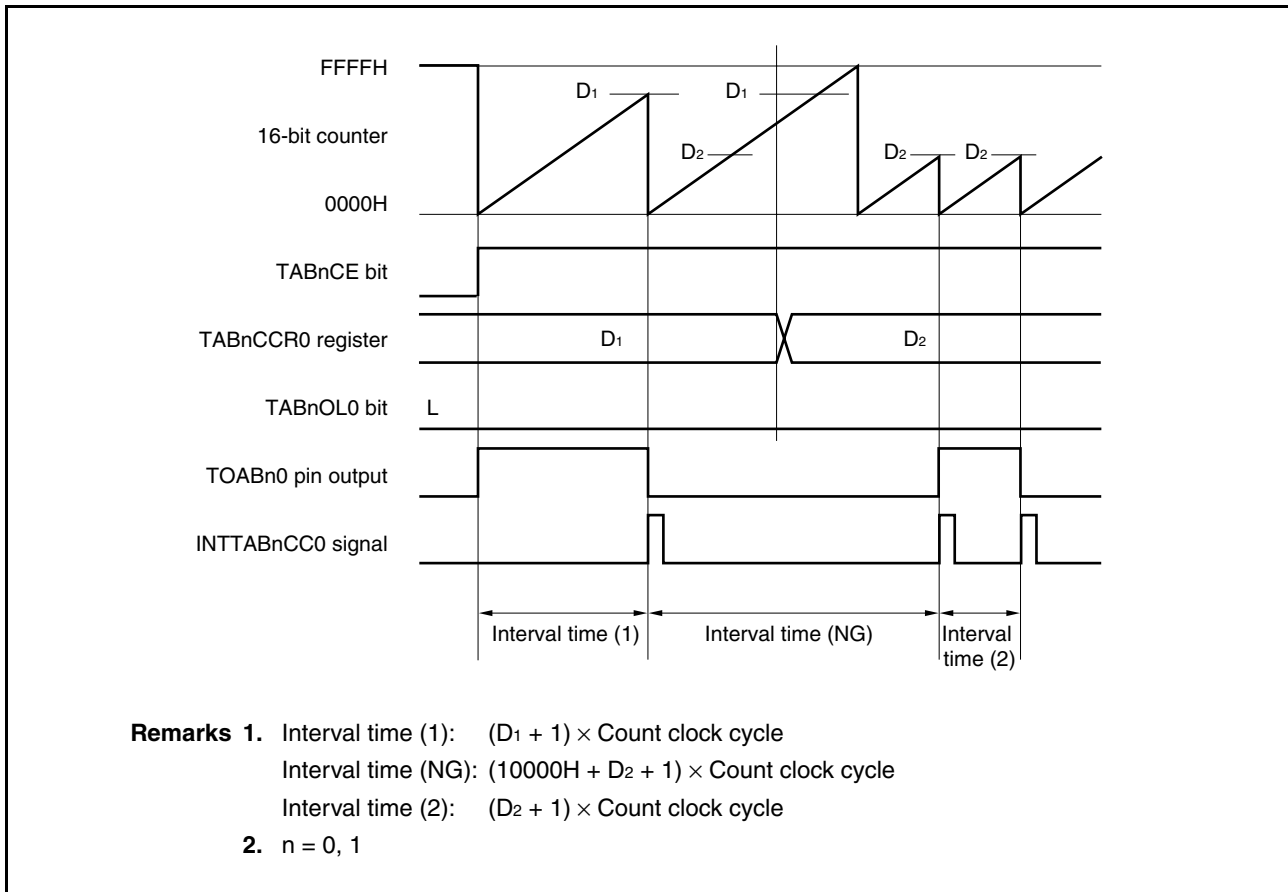 FFFFH
D1
D1
16-bit counter
D2
D2
D2
0000H
TABnCE bit
TABnCCR0 register
D1
D2
TABnOL0 bit
L
TOABn0 pin output
INTTABnCC0 signal
Interval time (1)
Interval time (NG)
Interval
time (2)
Remarks 1. Interval time (1): (D1 + 1) × Count clock cycle
Interval time (NG): (10000H + D2 + 1) × Count clock cycle
Interval time (2): (D2 + 1) × Count clock cycle
2. n = 0, 1